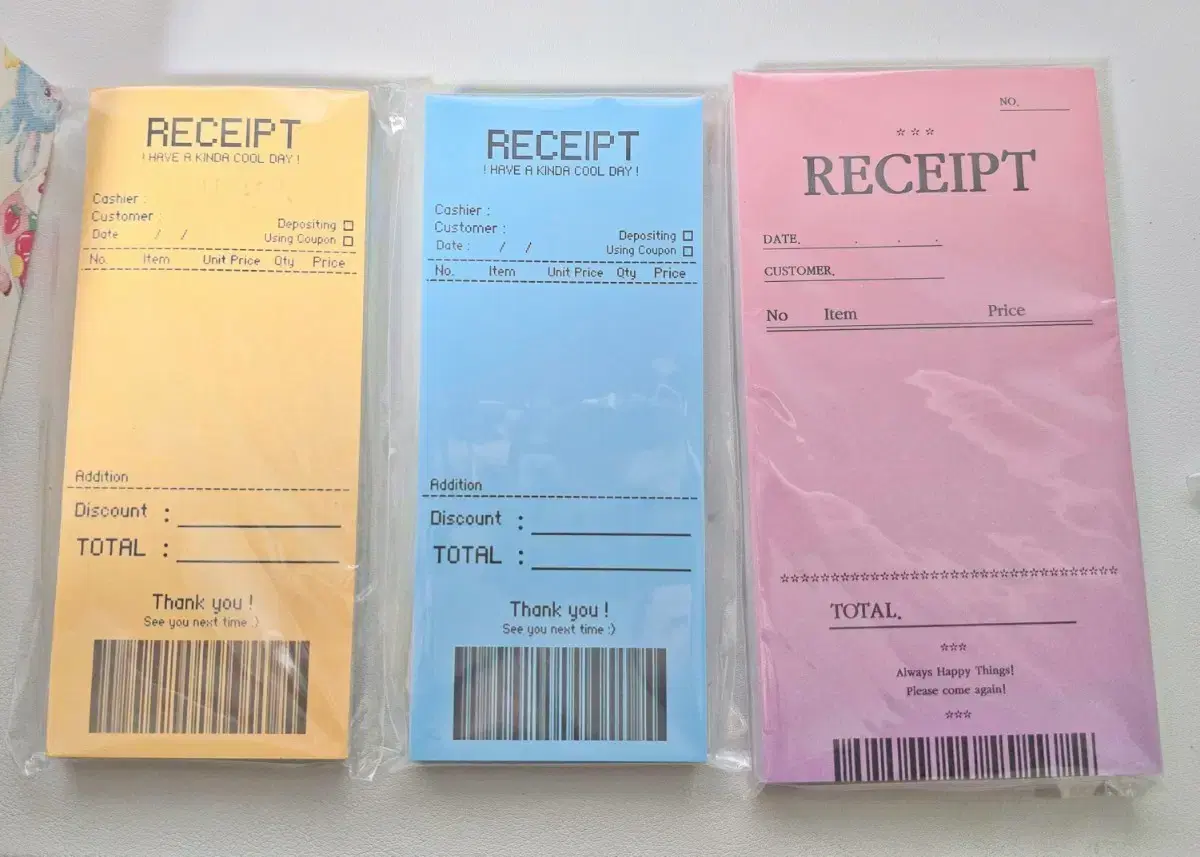 RECEIPT
! HAVE A KINDA COOL DAY !
Cashier :
Customer :
Date / /
Depositing
Using Coupon
No. Item Unit Price Qty Price
Addition
Discount :
TOTAL :
Thank you !
See you next time :)
RECEIPT
! HAVE A KINDA COOL DAY !
Cashier :
Customer :
Date : / /
Depositing
Using Coupon
No. Item Unit Price Qty Price
Addition
Discount :
TOTAL :
Thank you !
See you next time :)
NO.
☆ ☆ ☆
RECEIPT
DATE. . . .
CUSTOMER.
No Item Price
☆☆☆☆☆☆☆☆☆☆☆☆☆☆☆☆☆☆☆☆☆☆☆☆☆☆☆☆☆☆☆☆☆☆
TOTAL.
☆☆☆
Always Happy Things!
Please come again!
☆☆☆